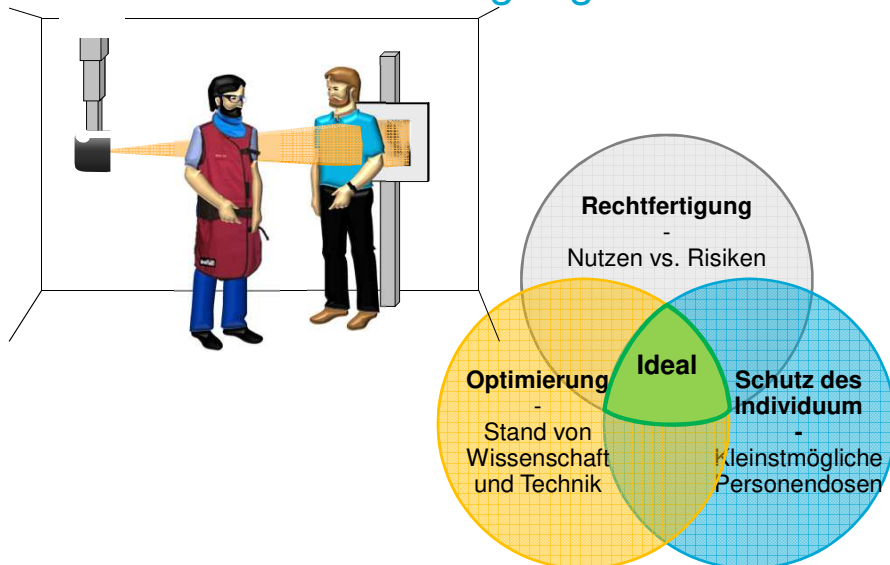 Rechtfertigung
-
Nutzen vs. Risiken
Ideal
Optimierung
-
Stand von
Wissenschaft
und Technik
Schutz des
Individuum
-
Kleinstmögliche
Personendosen